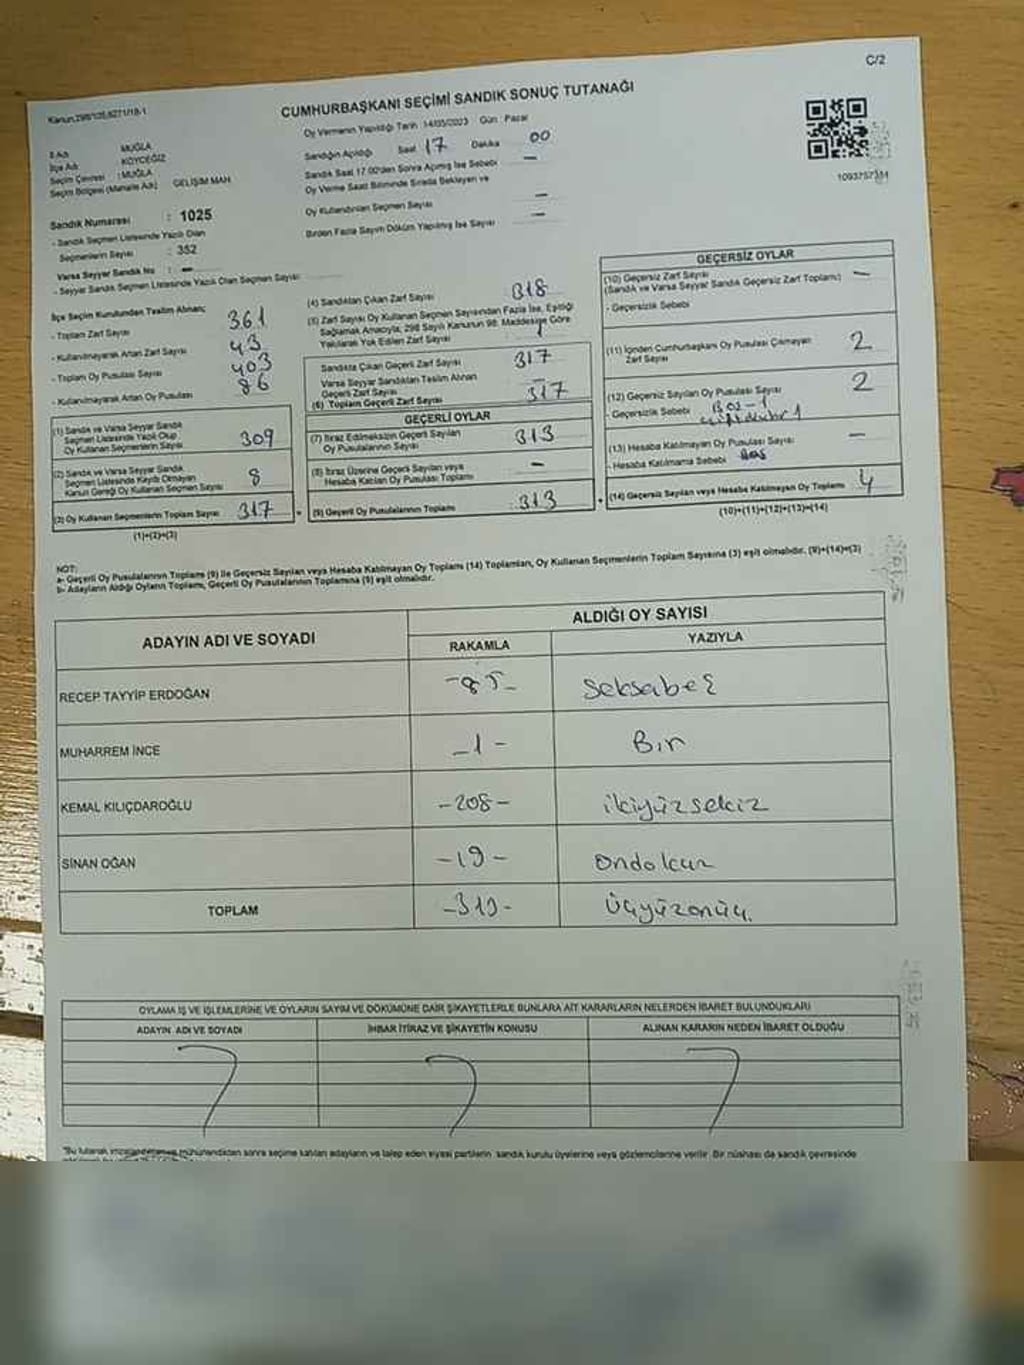 C/2
Kanun:298/105,6271/18-1
CUMHURBAŞKANI SEÇİMİ SANDIK SONUÇ TUTANAĞI
Oy Vermenin Yapıldığı Tarih 14/05/2023 Gün : Pazar
İl Adı : MUĞLA
İlçe Adı : KÖYCEĞİZ
Seçim Çevresi : MUĞLA
Seçim Bölgesi (Mahalle Adı) GELİŞİM MAH
Sandık Numarası : 1025
- Sandık Seçmen Listesinde Yazılı Olan
Seçmenlerin Sayısı : 352
Varsa Seyyar Sandık No : -
- Seyyar Sandık Seçmen Listesinde Yazılı Olan Seçmen Sayısı
Sandığın Açıldığı Saat 17 Dakika 00
Sandık Saat 17.00'den Sonra Açılmış İse Sebebi -
Oy Verme Saati Bitiminde Sırada Bekleyen ve
Oy Kullandırılan Seçmen Sayısı -
Birden Fazla Sayım Döküm Yapılmış İse Sayısı -
İlçe Seçim Kurulundan Teslim Alınan;
- Toplam Zarf Sayısı 361
- Kullanılmayarak Artan Zarf Sayısı 43
- Toplam Oy Pusulası Sayısı 403
- Kullanılmayarak Artan Oy Pusulası 86
(1) Sandık ve Varsa Seyyar Sandık
Seçmen Listesinde Yazılı Olup
Oy Kullanan Seçmenlerin Sayısı 309
(2) Sandık ve Varsa Seyyar Sandık
Seçmen Listesinde Kaydı Olmayan
Kanun Gereği Oy Kullanan Seçmen Sayısı 8
(3) Oy Kullanan Seçmenlerin Toplam Sayısı 317
(1)+(2)=(3)
(4) Sandıktan Çıkan Zarf Sayısı 318
(5) Zarf Sayısı Oy Kullanan Seçmen Sayısından Fazla İse, Eşitliği
Sağlamak Amacıyla; 298 Sayılı Kanunun 98. Maddesine Göre
Yakılarak Yok Edilen Zarf Sayısı 1
Sandıkta Çıkan Geçerli Zarf Sayısı 317
Varsa Seyyar Sandıktan Teslim Alınan
Geçerli Zarf Sayısı -
(6) Toplam Geçerli Zarf Sayısı 317
GEÇERLİ OYLAR
(7) İtiraz Edilmeksizin Geçerli Sayılan
Oy Pusulalarının Sayısı 313
(8) İtiraz Üzerine Geçerli Sayılan veya
Hesaba Katılan Oy Pusulası Toplamı -
(9) Geçerli Oy Pusulalarının Toplamı 313
GEÇERSİZ OYLAR
(10) Geçersiz Zarf Sayısı
(Sandık ve Varsa Seyyar Sandık Geçersiz Zarf Toplamı) -
- Geçersizlik Sebebi
(11) İçinden Cumhurbaşkanı Oy Pusulası Çıkmayan
Zarf Sayısı 2
(12) Geçersiz Sayılan Oy Pusulası Sayısı 2
- Geçersizlik Sebebi Boş-1
(13) Hesaba Katılmayan Oy Pusulası Sayısı -
- Hesaba Katılmama Sebebi
(14) Geçersiz Sayılan veya Hesaba Katılmayan Oy Toplamı 4
(10)+(11)+(12)+(13)=(14)
NOT:
a- Geçerli Oy Pusulalarının Toplamı (9) ile Geçersiz Sayılan veya Hesaba Katılmayan Oy Toplamı (14) Toplamları, Oy Kullanan Seçmenlerin Toplam Sayısına (3) eşit olmalıdır. (9)+(14)=(3)
b- Adayların Aldığı Oyların Toplamı, Geçerli Oy Pusulalarının Toplamına (9) eşit olmalıdır.
ADAYIN ADI VE SOYADI ALDIĞI OY SAYISI
RAKAMLA YAZIYLA
RECEP TAYYİP ERDOĞAN -85- Seksabeş
MUHARREM İNCE -1- Bir
KEMAL KILIÇDAROĞLU -208- ikiyüzsekiz
SİNAN OĞAN -19- ondokuz
TOPLAM -313- Üçyüzonüç.
OYLAMA İŞ VE İŞLEMLERİNE VE OYLARIN SAYIM VE DÖKÜMÜNE DAİR ŞİKAYETLERLE BUNLARA AİT KARARLARIN NELERDEN İBARET BULUNDUKLARI
ADAYIN ADI VE SOYADI İHBAR İTİRAZ VE ŞİKAYETİN KONUSU ALINAN KARARIN NEDEN İBARET OLDUĞU
"Bu tutanak imzalandıktan ve mühürlendikten sonra seçime katılan adayların ve talep eden siyasi partilerin sandık kurulu üyelerine veya gözlemcilerine verilir. Bir nüshası da sandık çevresinde